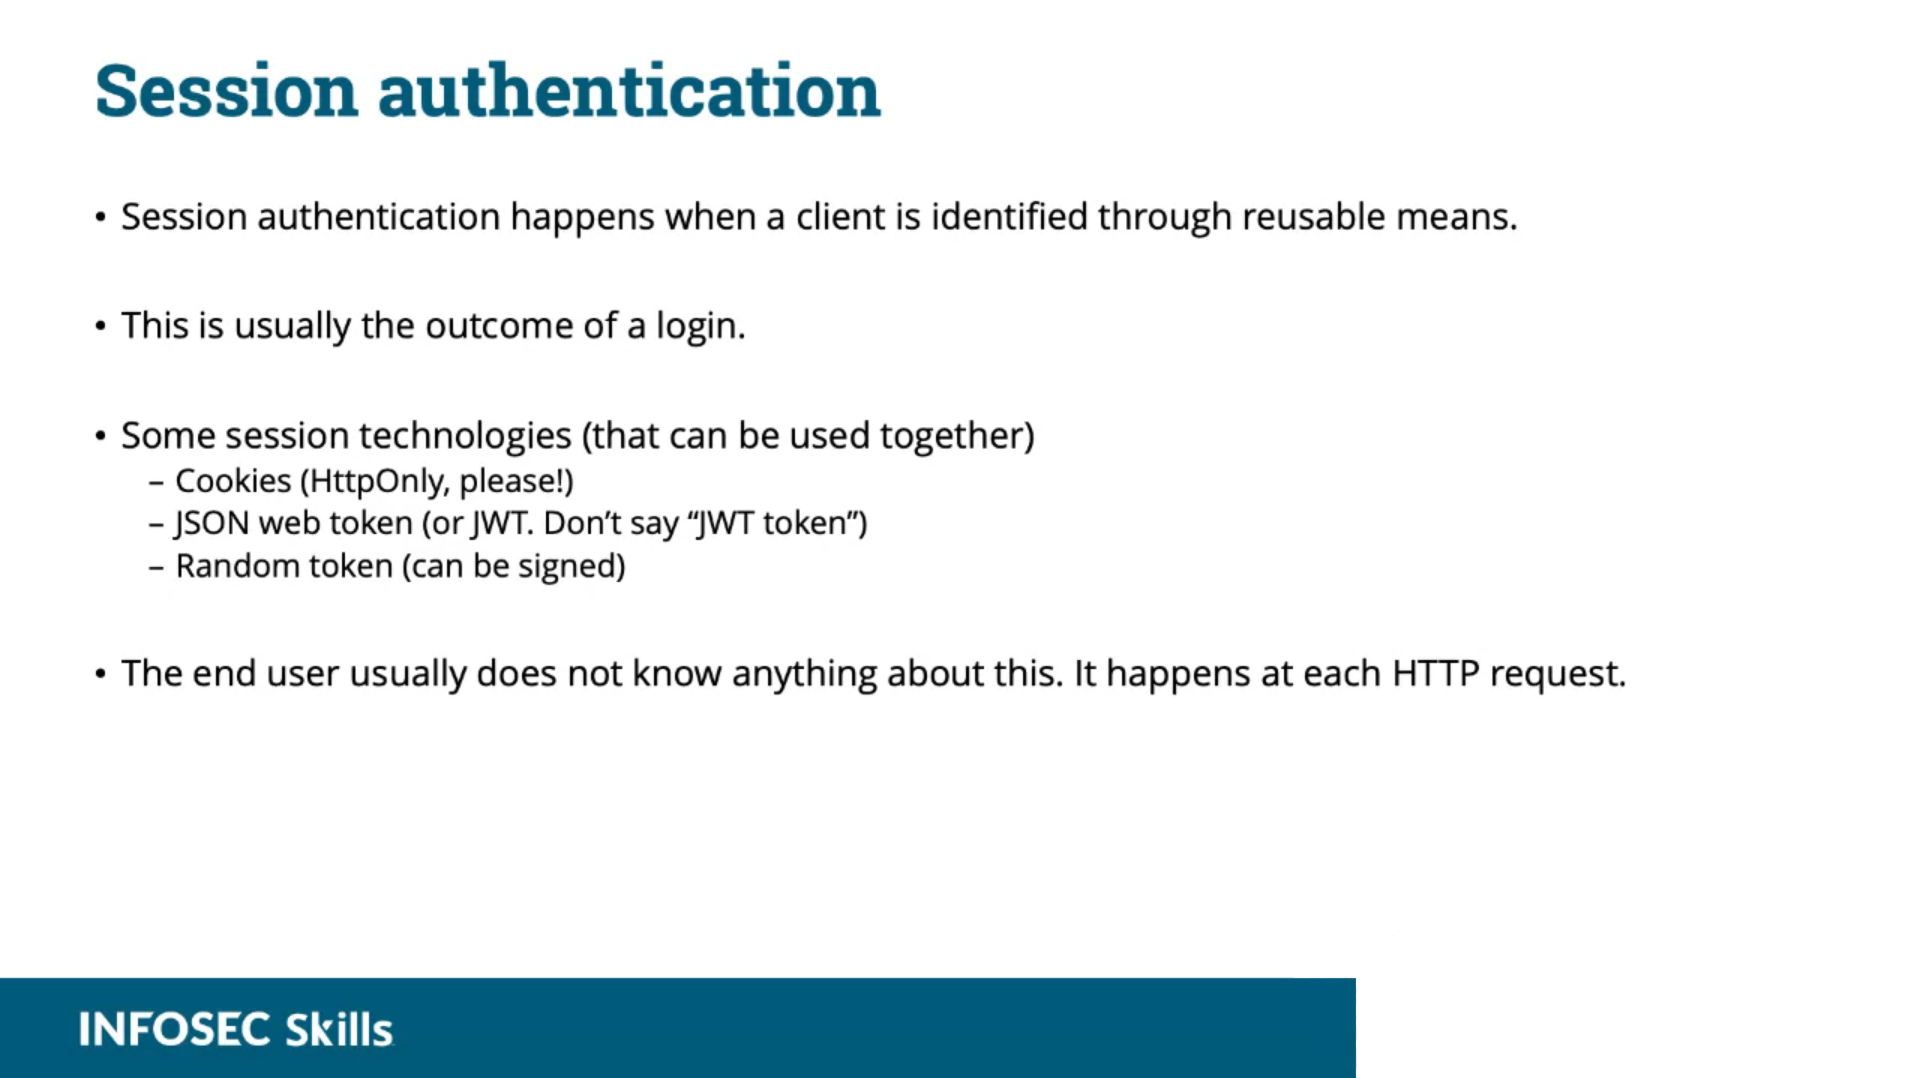 Session authentication
• Session authentication happens when a client is identified through reusable means.
• This is usually the outcome of a login.
• Some session technologies (that can be used together)
– Cookies (HttpOnly, please!)
– JSON web token (or JWT. Don’t say “JWT token”)
– Random token (can be signed)
• The end user usually does not know anything about this. It happens at each HTTP request.
INFOSEC Skills